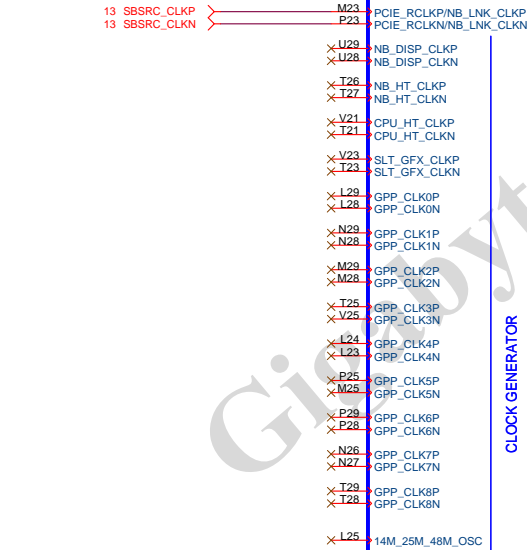 13 SBSRC_CLKP M23 PCIE_RCLKP/NB_LNK_CLKP
13 SBSRC_CLKN P23 PCIE_RCLKN/NB_LNK_CLKN
U29 NB_DISP_CLKP
U28 NB_DISP_CLKN
T26 NB_HT_CLKP
T27 NB_HT_CLKN
V21 CPU_HT_CLKP
T21 CPU_HT_CLKN
V23 SLT_GFX_CLKP
T23 SLT_GFX_CLKN
L29 GPP_CLK0P
L28 GPP_CLK0N
N29 GPP_CLK1P
N28 GPP_CLK1N
M29 GPP_CLK2P
M28 GPP_CLK2N
T25 GPP_CLK3P
V25 GPP_CLK3N
L24 GPP_CLK4P
L23 GPP_CLK4N
P25 GPP_CLK5P
M25 GPP_CLK5N
P29 GPP_CLK6P
P28 GPP_CLK6N
N26 GPP_CLK7P
N27 GPP_CLK7N
T29 GPP_CLK8P
T28 GPP_CLK8N
L25 14M_25M_48M_OSC
CLOCK GENERATOR
Gigabyt